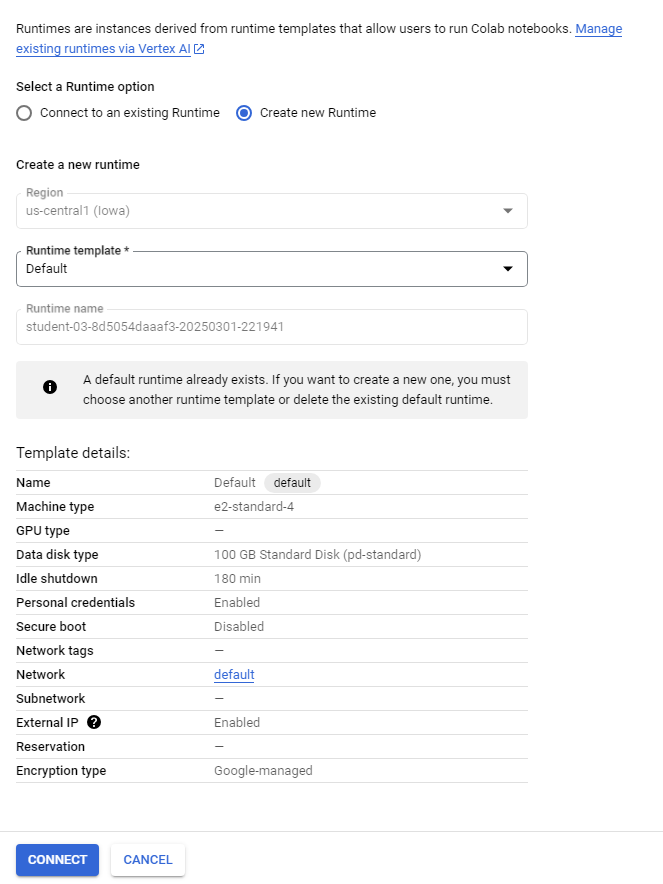 Runtimes are instances derived from runtime templates that allow users to run Colab notebooks. Manage
existing runtimes via Vertex AI
Select a Runtime option
Connect to an existing Runtime Create new Runtime
Create a new runtime
Region
us-central1 (Iowa)
Runtime template *
Default
Runtime name
student-03-8d5054daaaf3-20250301-221941
A default runtime already exists. If you want to create a new one, you must
choose another runtime template or delete the existing default runtime.
Template details:
Name Default default
Machine type e2-standard-4
GPU type —
Data disk type 100 GB Standard Disk (pd-standard)
Idle shutdown 180 min
Personal credentials Enabled
Secure boot Disabled
Network tags —
Network default
Subnetwork —
External IP Enabled
Reservation —
Encryption type Google-managed
CONNECT CANCEL